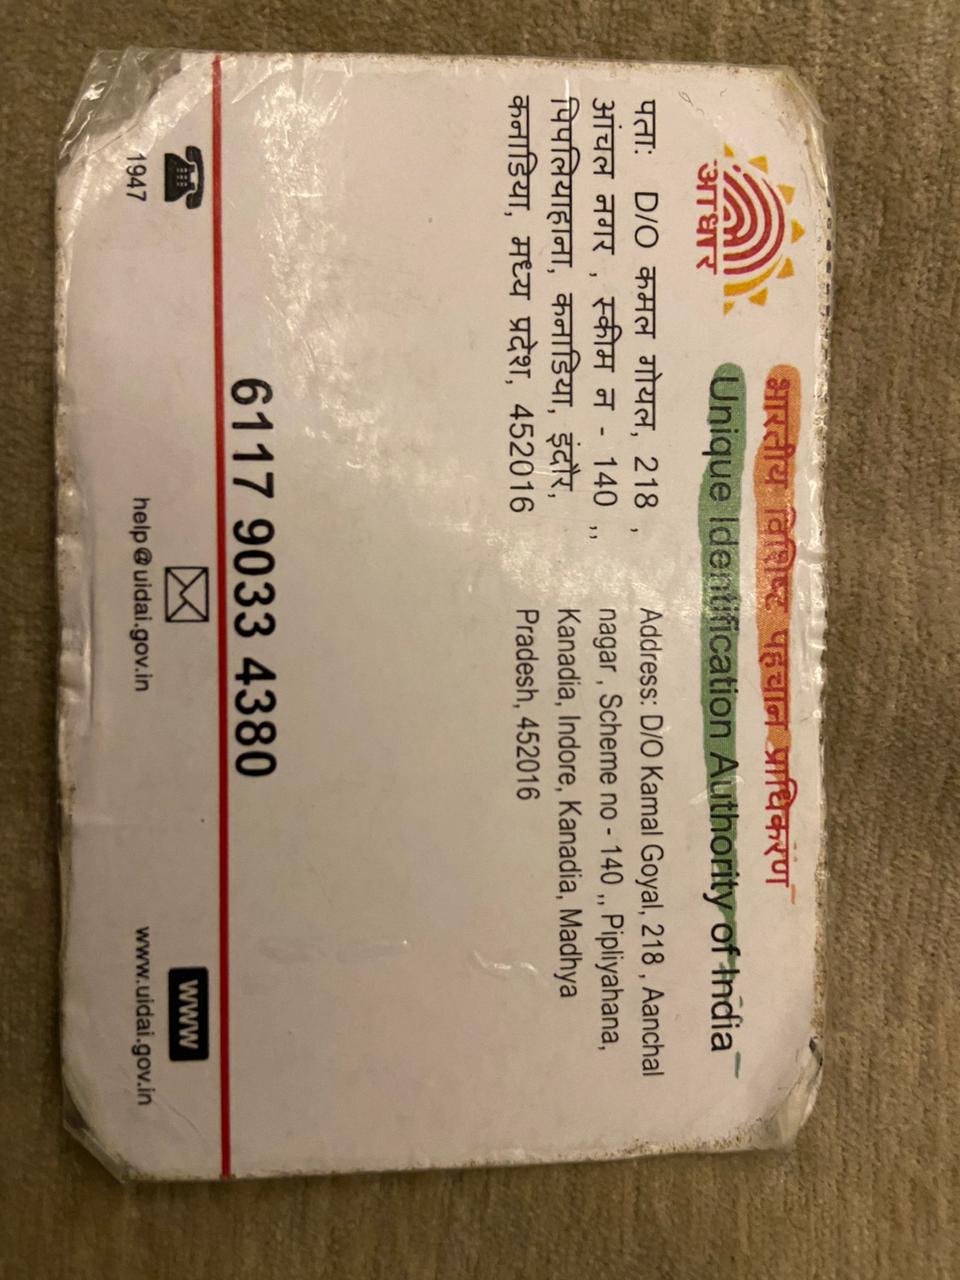 आधार
भारतीय विशिष्ट पहचान प्राधिकरण
Unique Identification Authority of India
पता: D/O कमल गोयल, 218 ,
आंचल नगर , स्कीम न - 140 ,,
पिपलियाहाना, कनाडिया, इंदौर,
कनाडिया, मध्य प्रदेश, 452016
Address: D/O Kamal Goyal, 218 , Aanchal
nagar , Scheme no - 140 ,, Pipliyahana,
Kanadia, Indore, Kanadia, Madhya
Pradesh, 452016
6117 9033 4380
1947
help@uidai.gov.in
www
www.uidai.gov.in